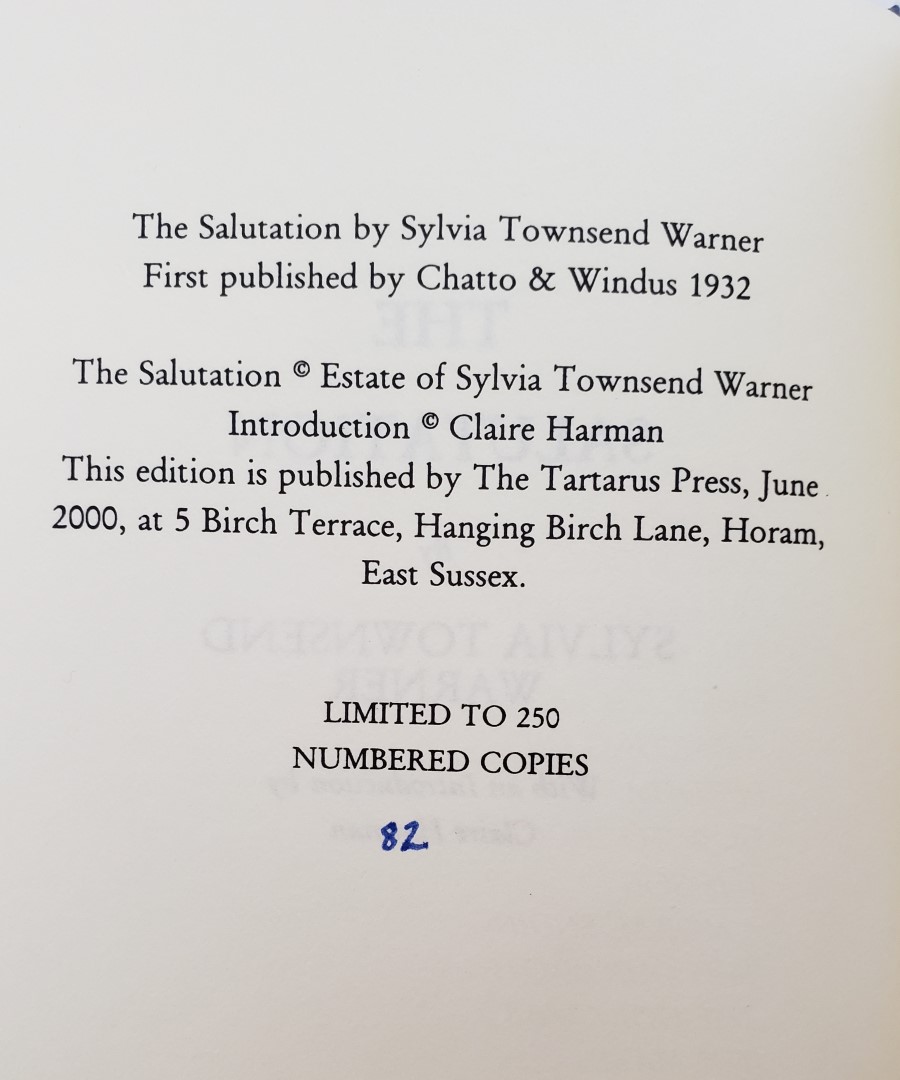 The Salutation by Sylvia Townsend Warner
First published by Chatto & Windus 1932
The Salutation © Estate of Sylvia Townsend Warner
Introduction © Claire Harman
This edition is published by The Tartarus Press, June
2000, at 5 Birch Terrace, Hanging Birch Lane, Horam,
East Sussex.
LIMITED TO 250
NUMBERED COPIES
82